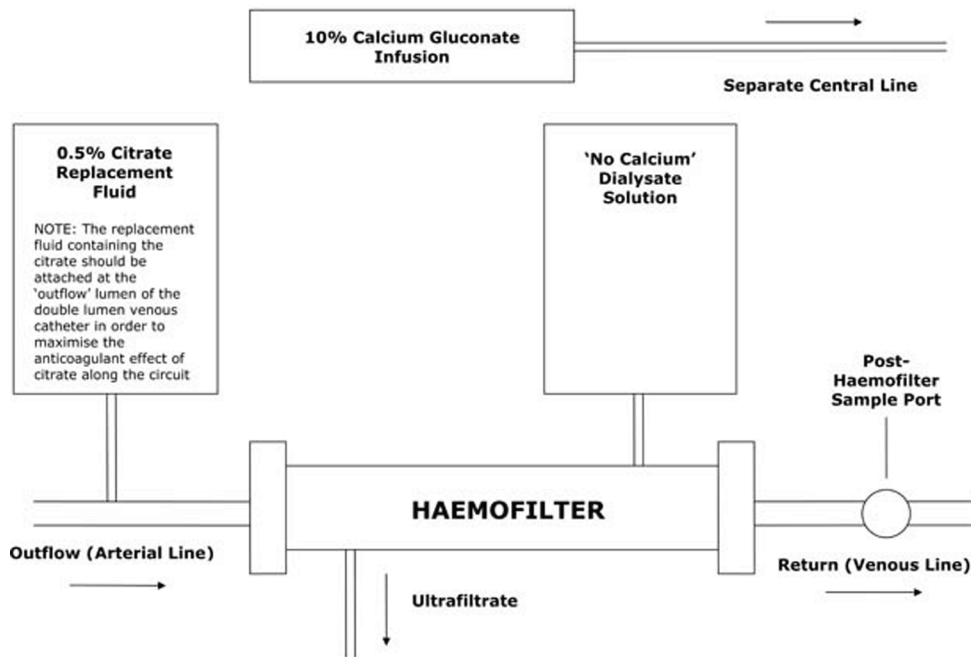 10% Calcium Gluconate
Infusion
Separate Central Line
0.5% Citrate
Replacement
Fluid
NOTE: The replacement
fluid containing the
citrate should be
attached at the
‘outflow’ lumen of the
double lumen venous
catheter in order to
maximise the
anticoagulant effect of
citrate along the circuit
‘No Calcium’
Dialysate
Solution
Post-
Haemofilter
Sample Port
HAEMOFILTER
Outflow (Arterial Line)
Return (Venous Line)
Ultrafiltrate